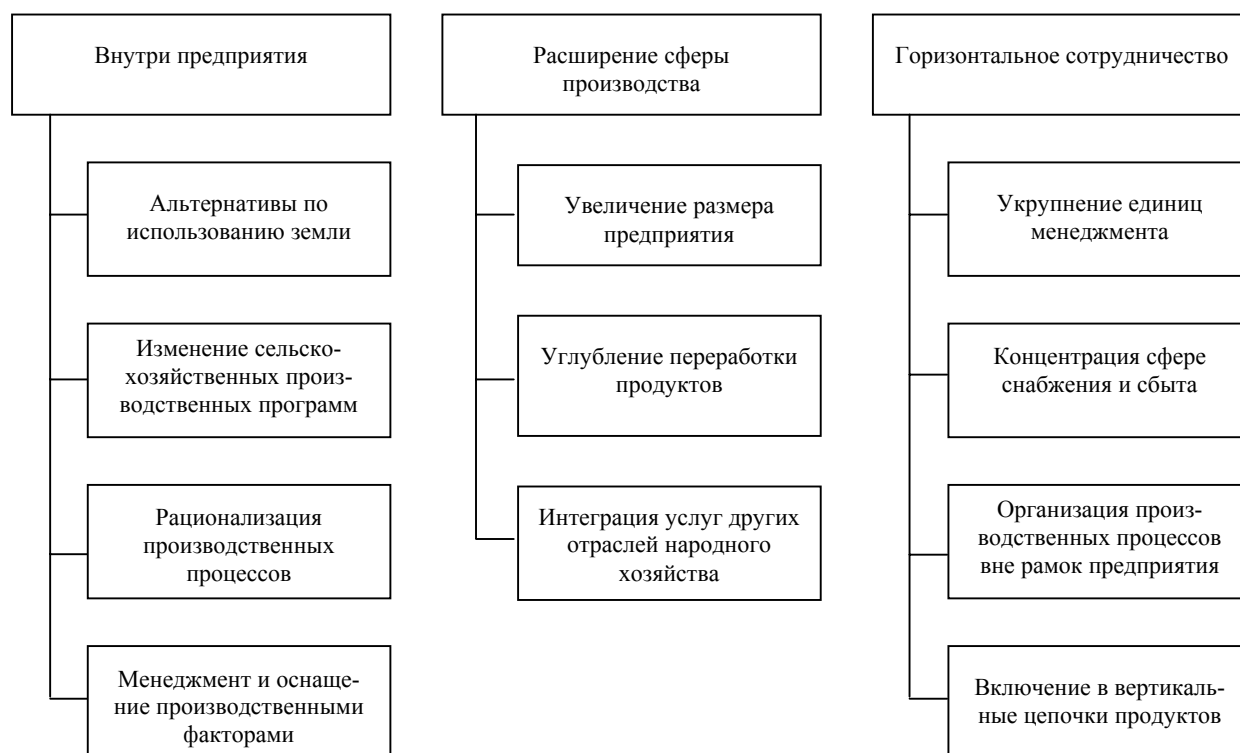 Внутри предприятия
Альтернативы по
использованию земли
Изменение сельско-
хозяйственных произ-
водственных программ
Рационализация
производственных
процессов
Менеджмент и оснаще-
ние производственными
факторами
Расширение сферы
производства
Увеличение размера
предприятия
Углубление переработки
продуктов
Интеграция услуг других
отраслей народного
хозяйства
Горизонтальное сотрудничество
Укрупнение единиц
менеджмента
Концентрация сфере
снабжения и сбыта
Организация произ-
водственных процессов
вне рамок предприятия
Включение в вертикаль-
ные цепочки продуктов